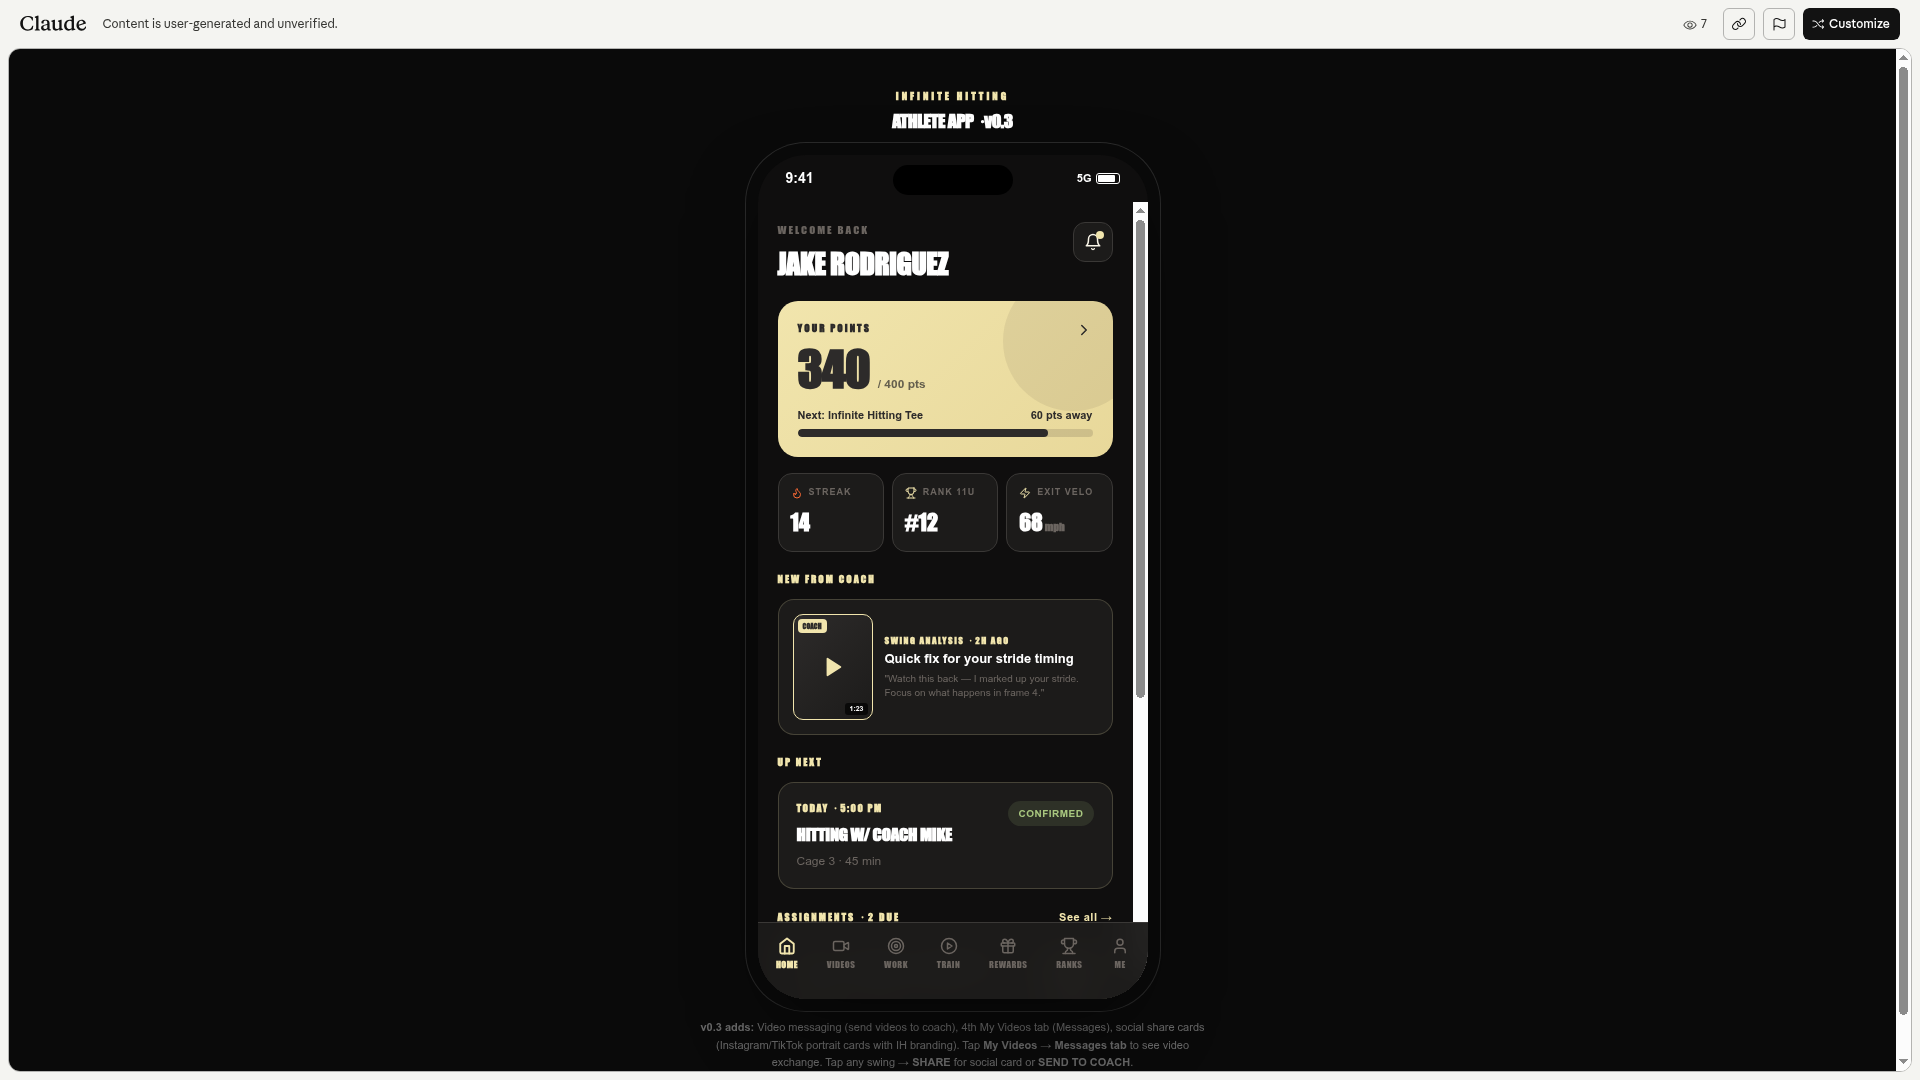 Claude
Content is user-generated and unverified.
7
Customize
INFINITE HITTING
ATHLETE APP ·v0.3
9:41
5G
WELCOME BACK
JAKE RODRIGUEZ
YOUR POINTS
340 / 400 pts
Next: Infinite Hitting Tee
60 pts away
STREAK
14
RANK 11U
#12
EXIT VELO
68 mph
NEW FROM COACH
COACH
1:23
SWING ANALYSIS · 2H AGO
Quick fix for your stride timing
"Watch this back — I marked up your stride.
Focus on what happens in frame 4."
UP NEXT
TODAY · 5:00 PM
CONFIRMED
HITTING W/ COACH MIKE
Cage 3 · 45 min
ASSIGNMENTS · 2 DUE
See all →
HOME
VIDEOS
WORK
TRAIN
REWARDS
RANKS
ME
v0.3 adds: Video messaging (send videos to coach), 4th My Videos tab (Messages), social share cards
(Instagram/TikTok portrait cards with IH branding). Tap My Videos → Messages tab to see video
exchange. Tap any swing → SHARE for social card or SEND TO COACH.